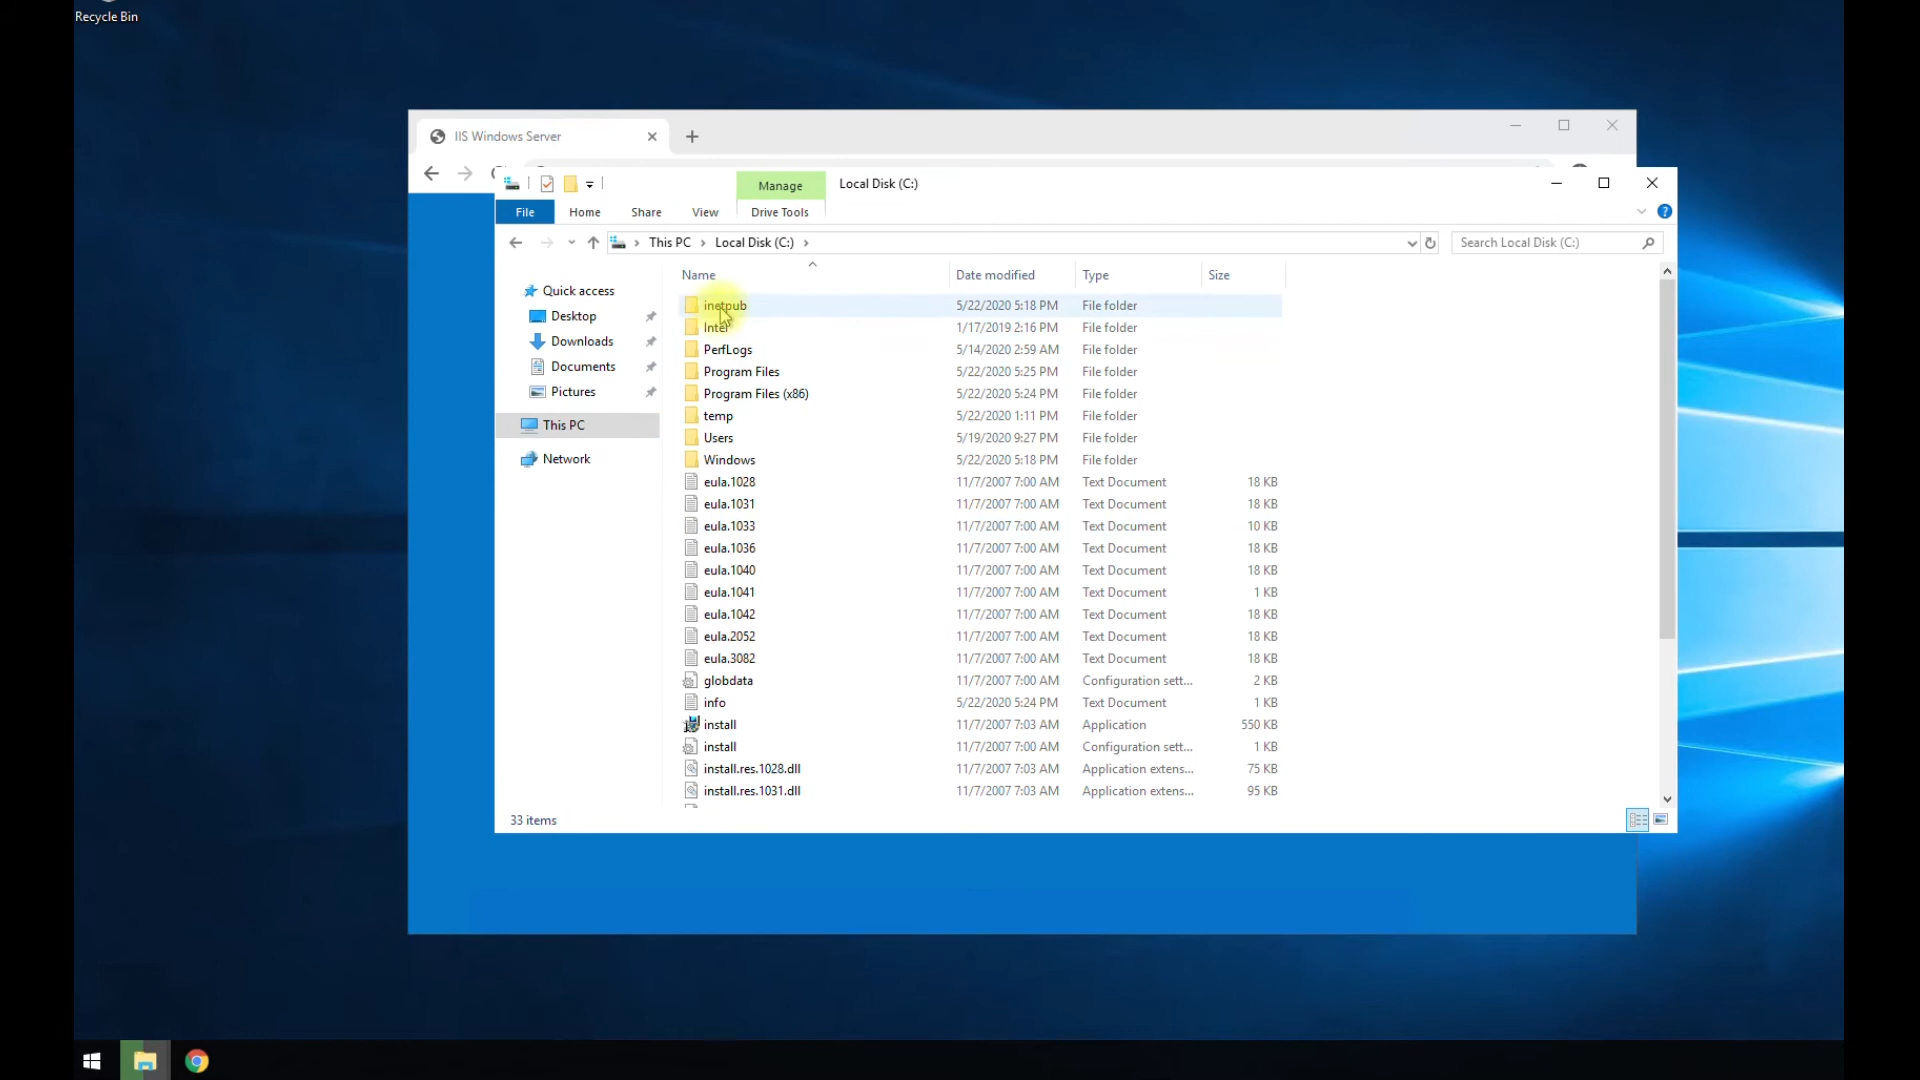 Recycle Bin
IIS Windows Server
Manage
Local Disk (C:)
File Home Share View Drive Tools
This PC Local Disk (C:)
Search Local Disk (C:)
Quick access
Desktop
Downloads
Documents
Pictures
This PC
Network
Name Date modified Type Size
inetpub 5/22/2020 5:18 PM File folder
Intel 1/17/2019 2:16 PM File folder
PerfLogs 5/14/2020 2:59 AM File folder
Program Files 5/22/2020 5:25 PM File folder
Program Files (x86) 5/22/2020 5:24 PM File folder
temp 5/22/2020 1:11 PM File folder
Users 5/19/2020 9:27 PM File folder
Windows 5/22/2020 5:18 PM File folder
eula.1028 11/7/2007 7:00 AM Text Document 18 KB
eula.1031 11/7/2007 7:00 AM Text Document 18 KB
eula.1033 11/7/2007 7:00 AM Text Document 10 KB
eula.1036 11/7/2007 7:00 AM Text Document 18 KB
eula.1040 11/7/2007 7:00 AM Text Document 18 KB
eula.1041 11/7/2007 7:00 AM Text Document 1 KB
eula.1042 11/7/2007 7:00 AM Text Document 18 KB
eula.2052 11/7/2007 7:00 AM Text Document 18 KB
eula.3082 11/7/2007 7:00 AM Text Document 18 KB
globdata 11/7/2007 7:00 AM Configuration sett... 2 KB
info 5/22/2020 5:24 PM Text Document 1 KB
install 11/7/2007 7:03 AM Application 550 KB
install 11/7/2007 7:00 AM Configuration sett... 1 KB
install.res.1028.dll 11/7/2007 7:03 AM Application extens... 75 KB
install.res.1031.dll 11/7/2007 7:03 AM Application extens... 95 KB
33 items